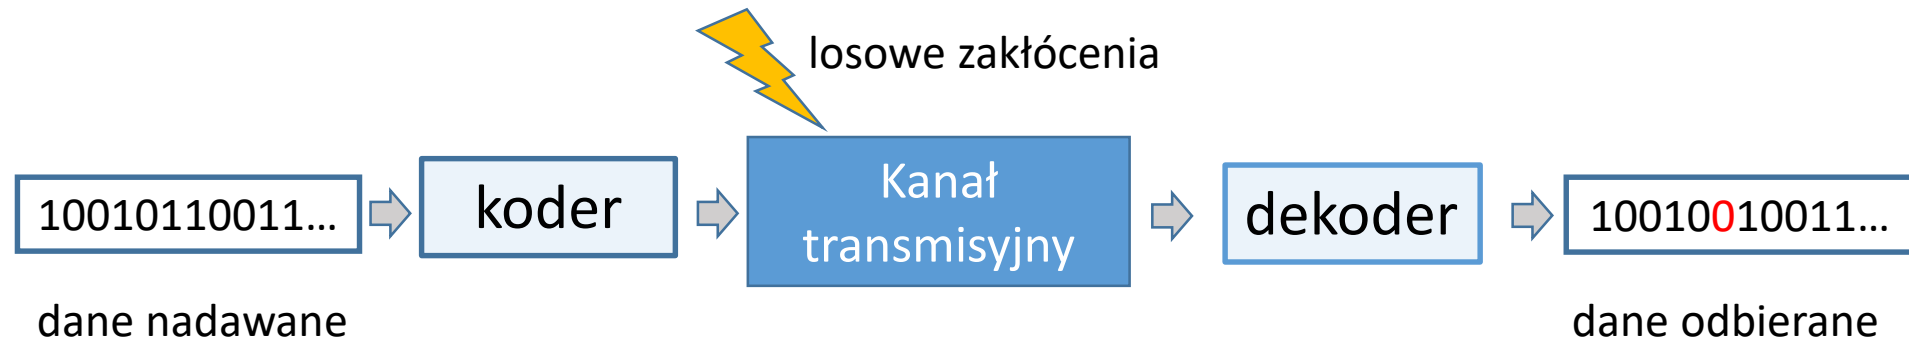 losowe zakłócenia
10010110011...
koder
Kanał
transmisyjny
dekoder
10010010011...
dane nadawane
dane odbierane